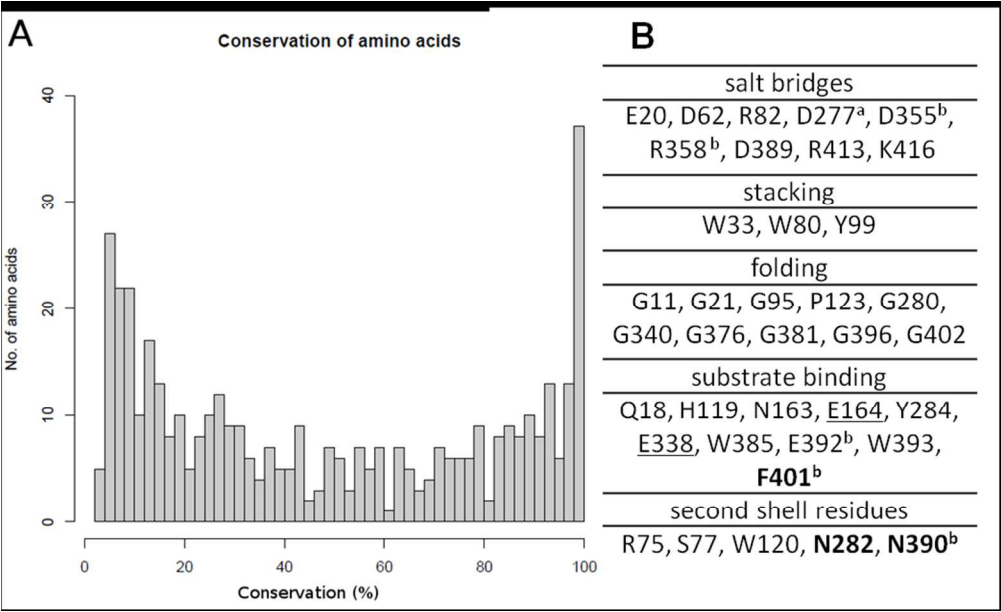 A
Conservation of amino acids
No. of amino acids
40
30
20
10
0
0 20 40 60 80 100
Conservation (%)
B
salt bridges
E20, D62, R82, D277ᵃ, D355ᵇ,
R358ᵇ, D389, R413, K416
stacking
W33, W80, Y99
folding
G11, G21, G95, P123, G280,
G340, G376, G381, G396, G402
substrate binding
Q18, H119, N163, E164, Y284,
E338, W385, E392ᵇ, W393,
F401ᵇ
second shell residues
R75, S77, W120, N282, N390ᵇ